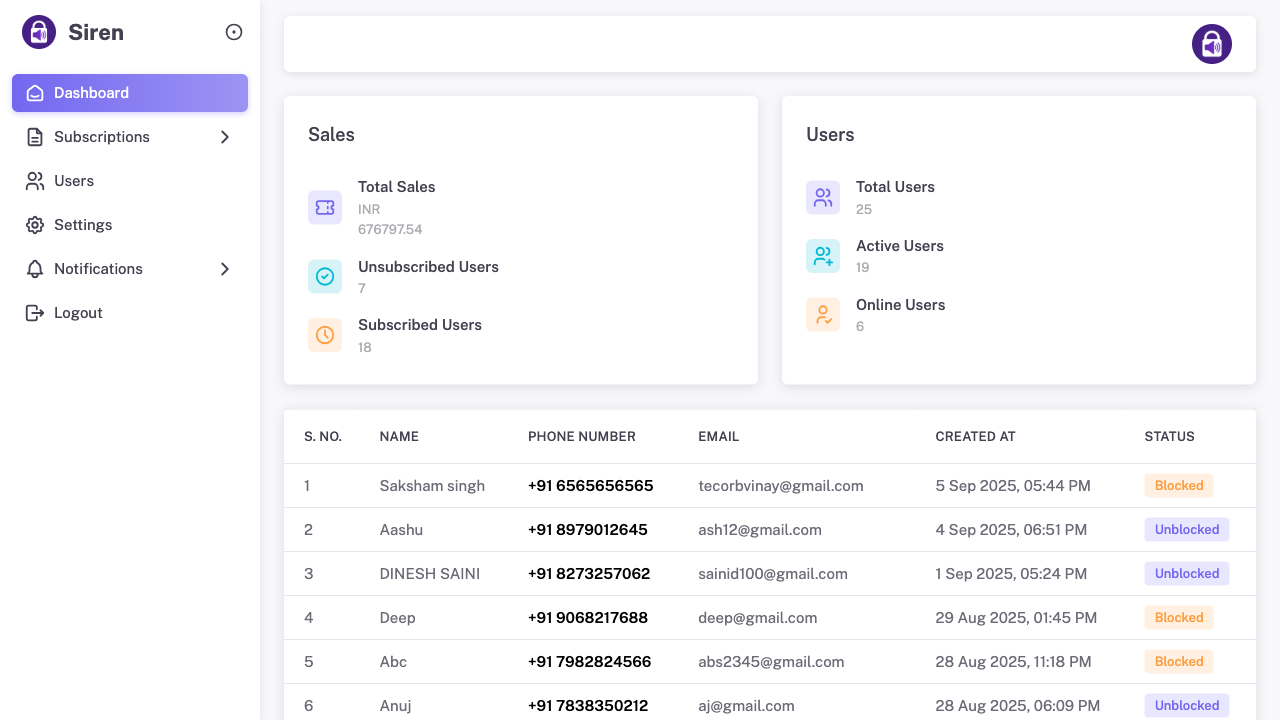 Siren
Dashboard
Subscriptions
Users
Settings
Notifications
Logout
Sales
Total Sales
INR
676797.54
Unsubscribed Users
7
Subscribed Users
18
Users
Total Users
25
Active Users
19
Online Users
6
S. NO. NAME PHONE NUMBER EMAIL CREATED AT STATUS
1 Saksham singh +91 6565656565 tecorbvinay@gmail.com 5 Sep 2025, 05:44 PM Blocked
2 Aashu +91 8979012645 ash12@gmail.com 4 Sep 2025, 06:51 PM Unblocked
3 DINESH SAINI +91 8273257062 sainid100@gmail.com 1 Sep 2025, 05:24 PM Unblocked
4 Deep +91 9068217688 deep@gmail.com 29 Aug 2025, 01:45 PM Blocked
5 Abc +91 7982824566 abs2345@gmail.com 28 Aug 2025, 11:18 PM Blocked
6 Anuj +91 7838350212 aj@gmail.com 28 Aug 2025, 06:09 PM Unblocked